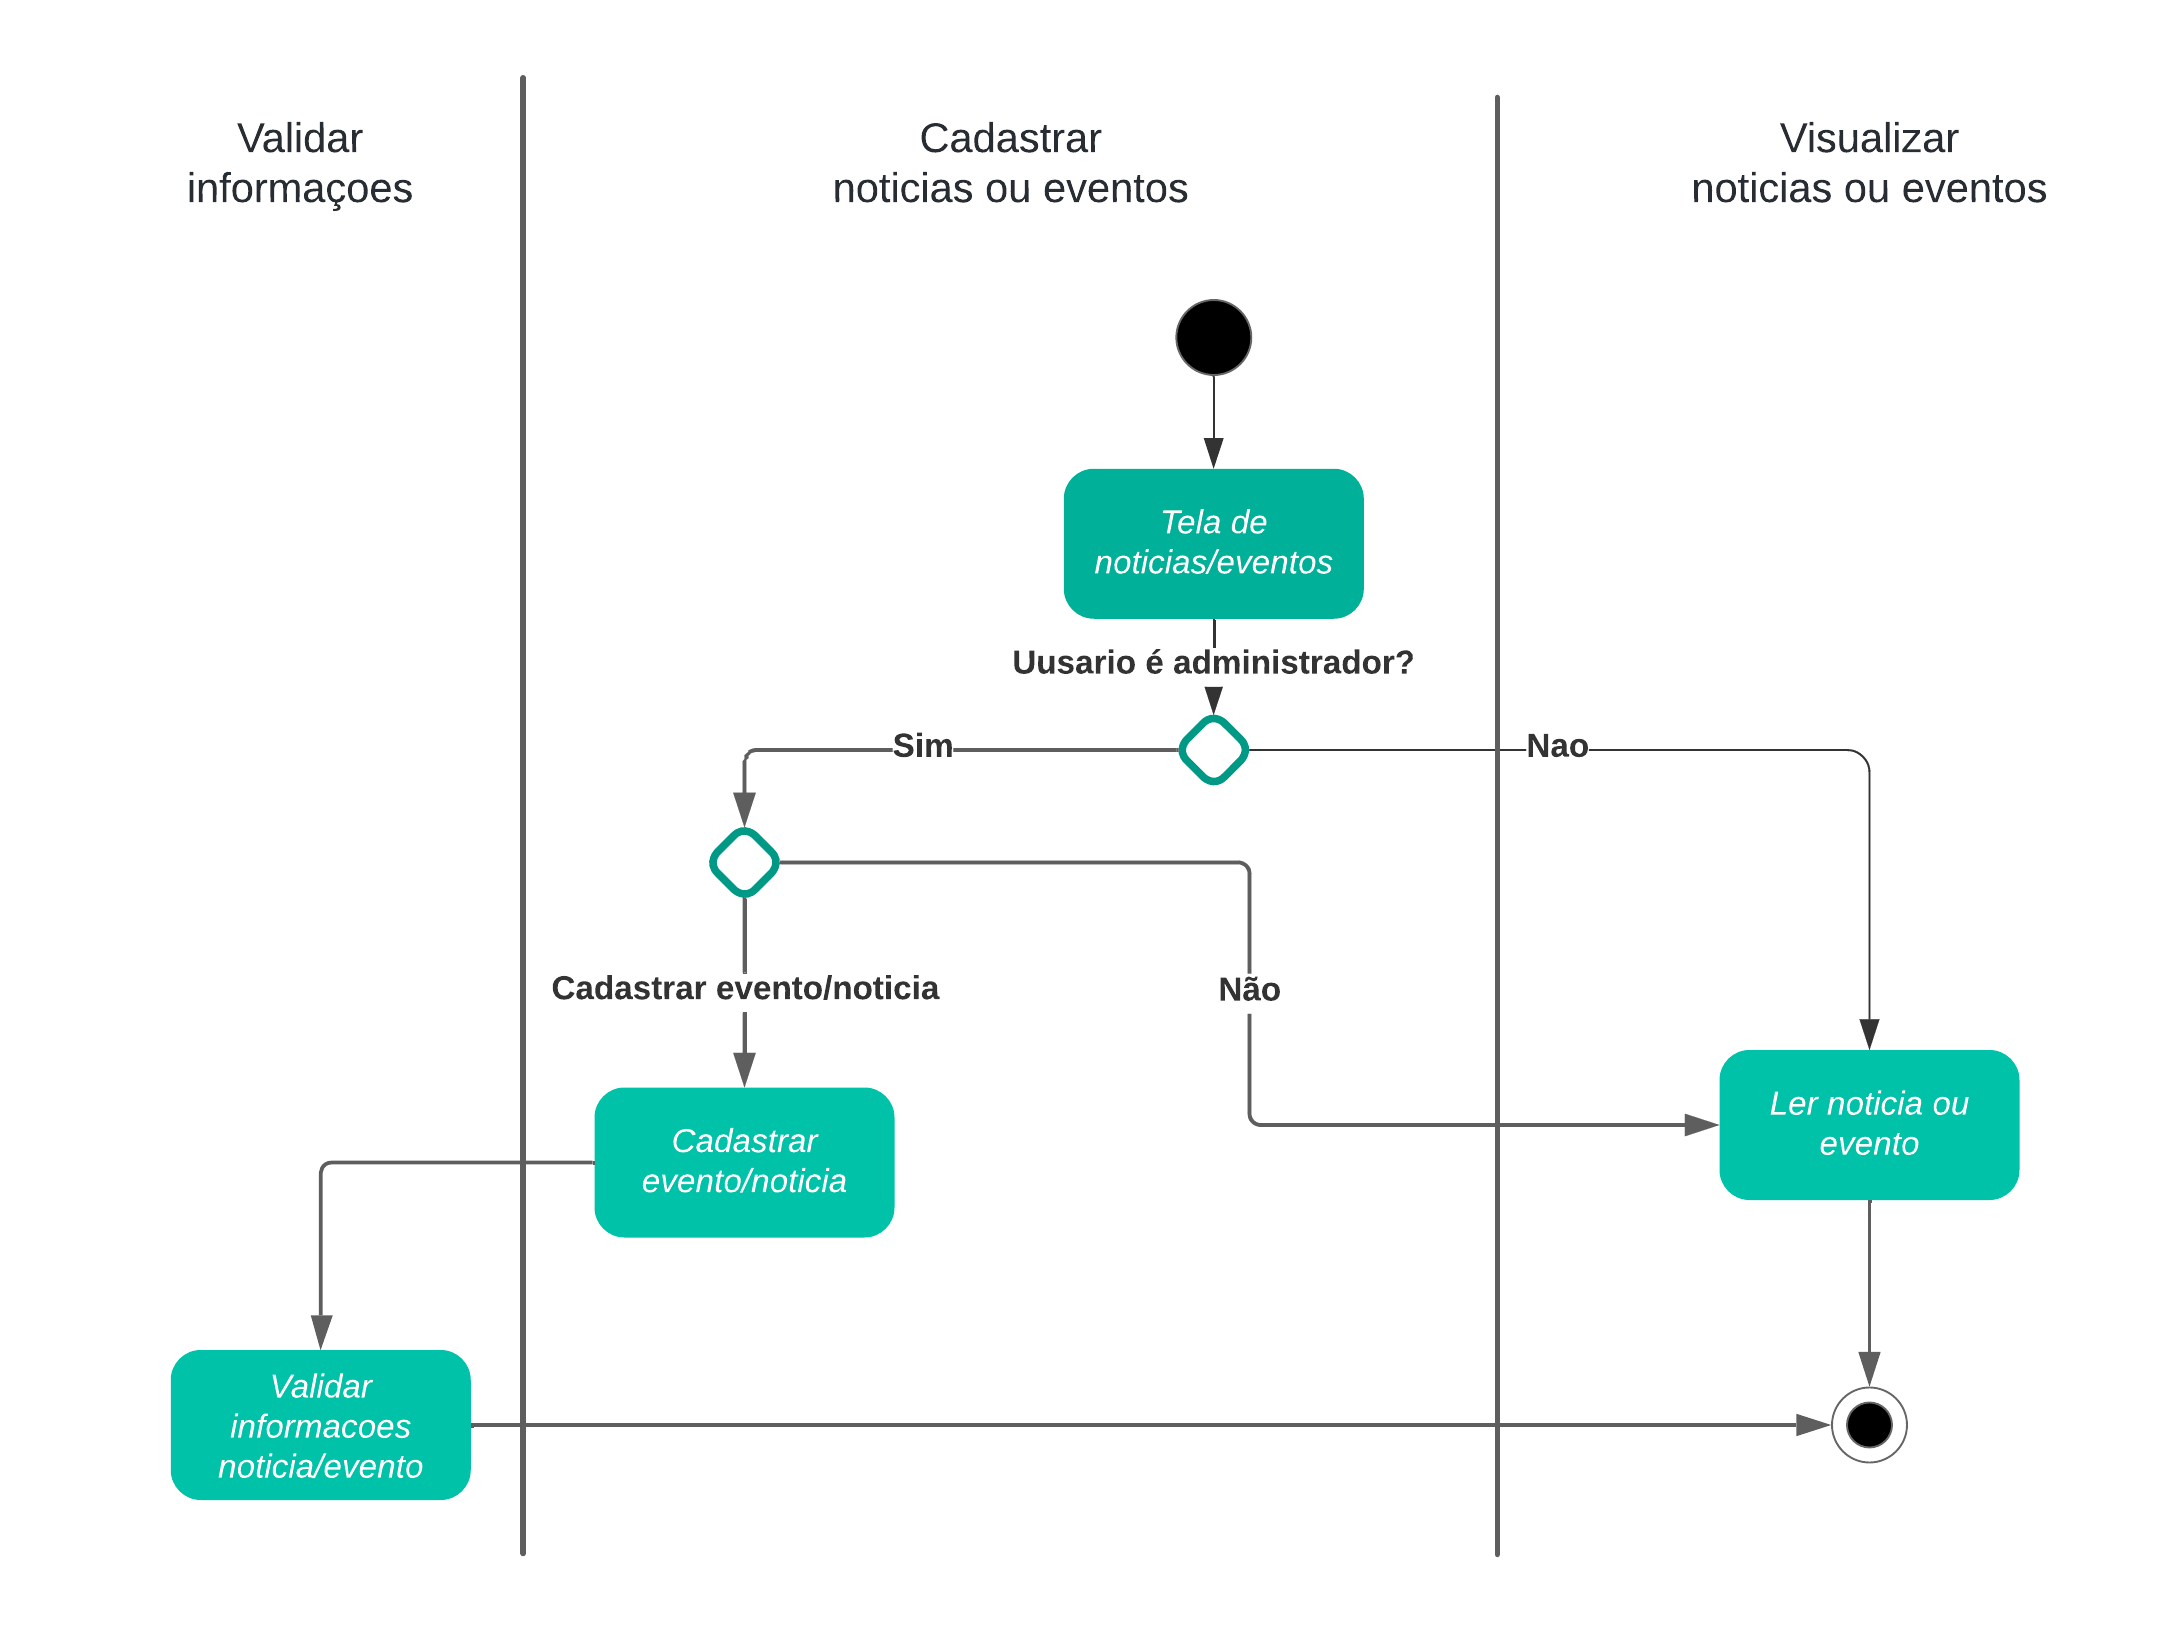 Validar
informaçoes
Cadastrar
noticias ou eventos
Visualizar
noticias ou eventos
Tela de
noticias/eventos
Uusario é administrador?
Sim
Nao
Cadastrar evento/noticia
Não
Cadastrar
evento/noticia
Ler noticia ou
evento
Validar
informacoes
noticia/evento